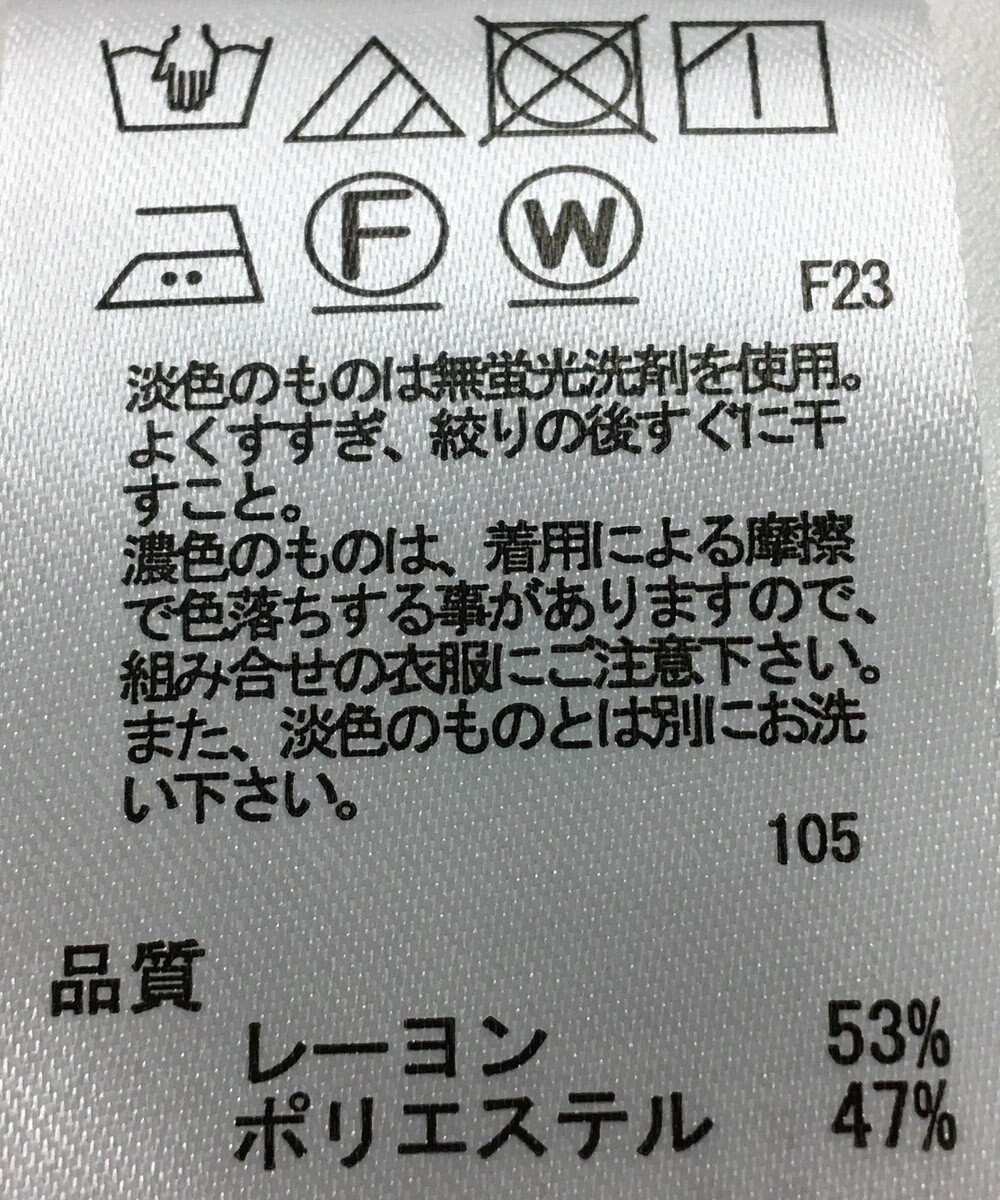 F
W
F23
淡色のものは無蛍光洗剤を使用。
よくすすぎ、絞りの後すぐに干
すこと。
濃色のものは、着用による摩擦
で色落ちする事がありますので、
組み合せの衣服にご注意下さい。
また、淡色のものとは別にお洗
い下さい。
105
品質
レーヨン 53%
ポリエステル 47%